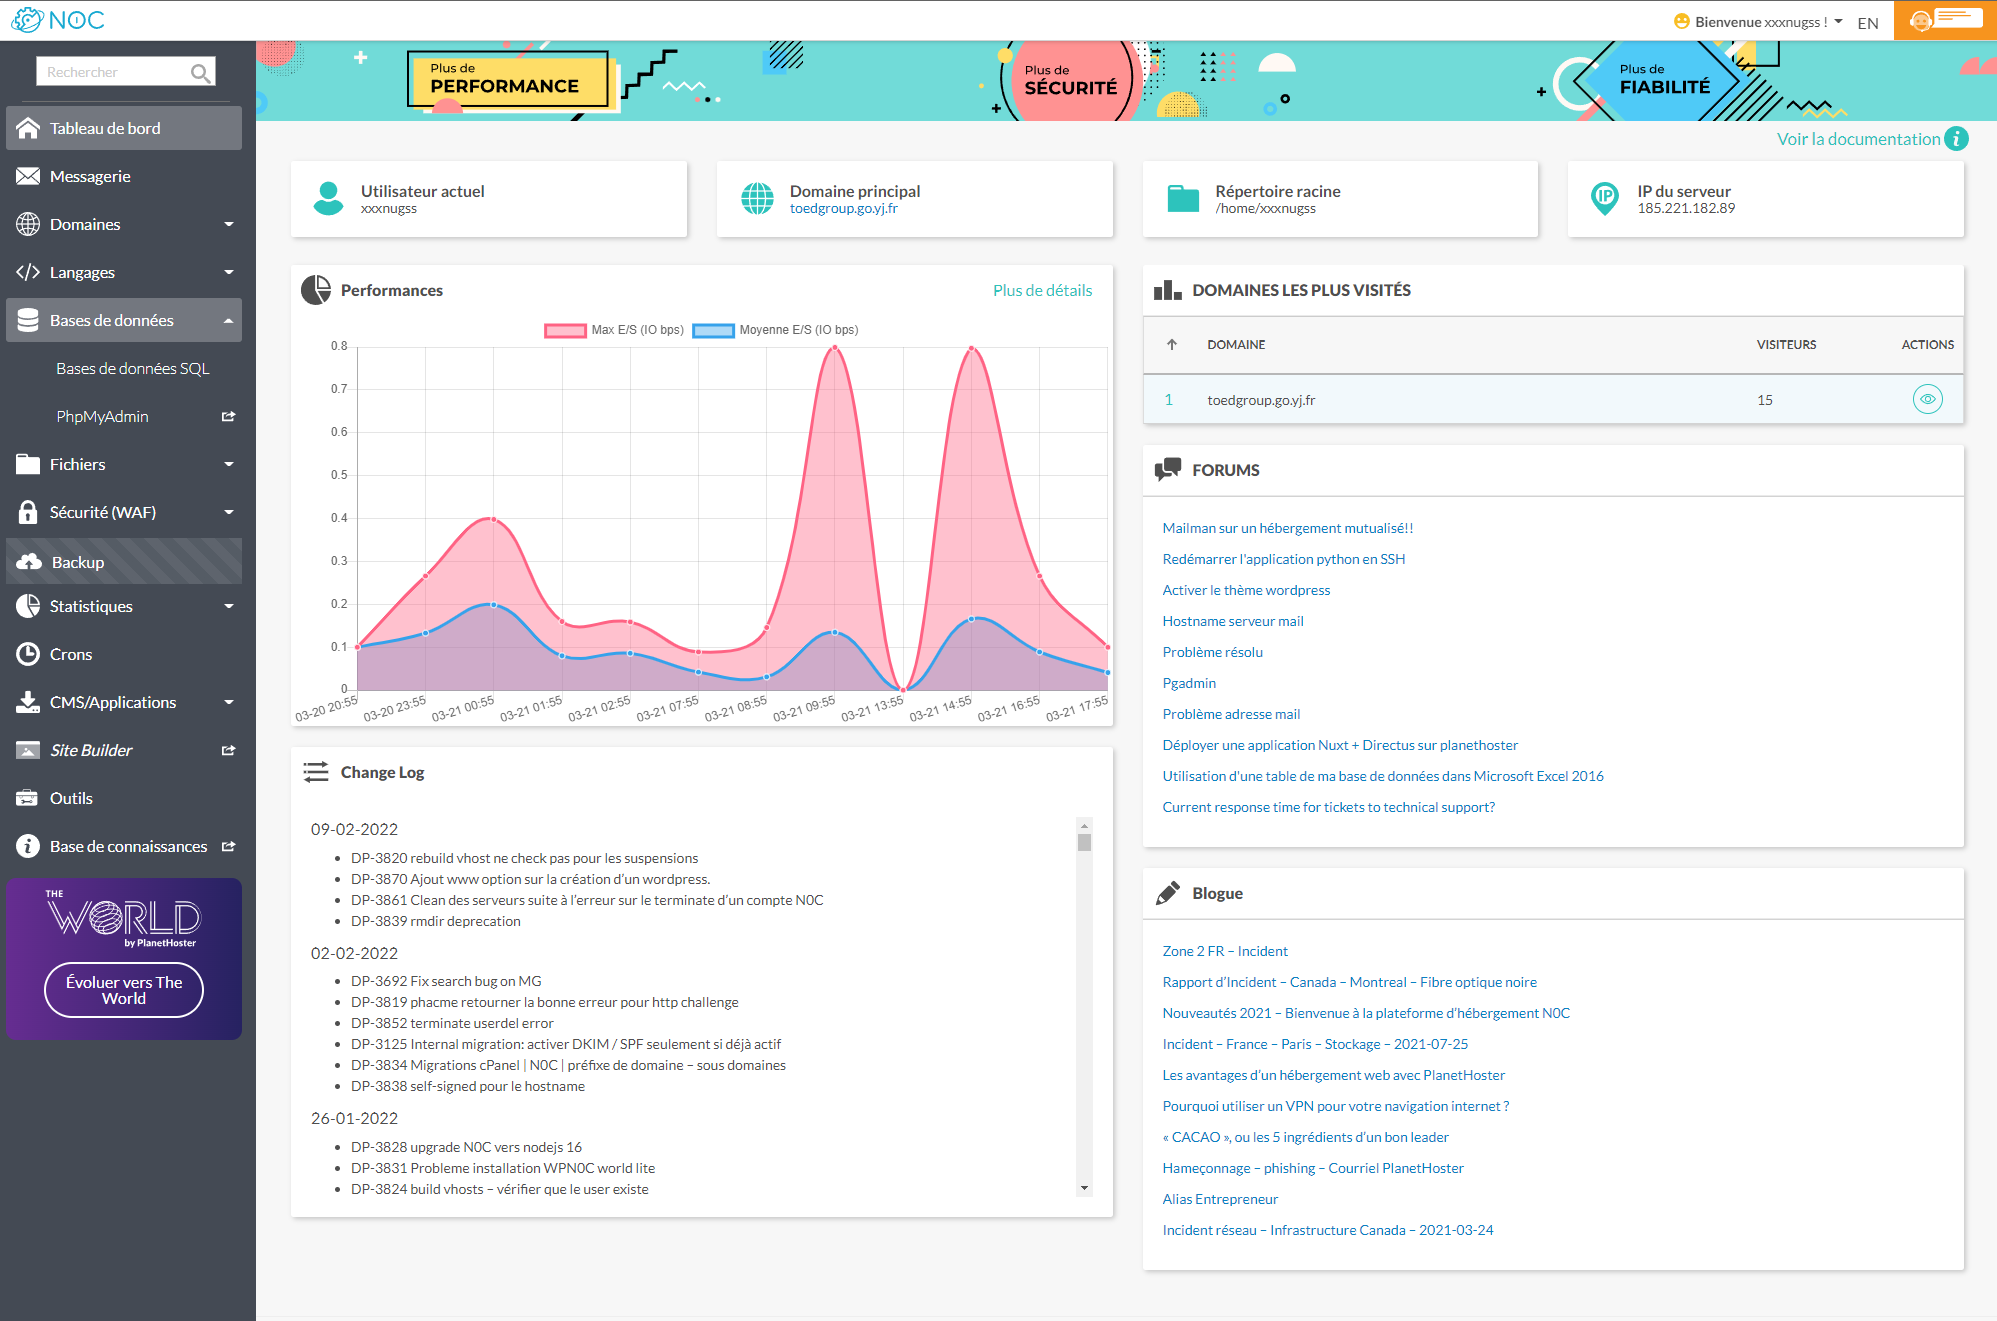 N0C
Bienvenue xxxnugss !
EN
Rechercher
Tableau de bord
Messagerie
Domaines
Langages
Bases de données
Bases de données SQL
PhpMyAdmin
Fichiers
Sécurité (WAF)
Backup
Statistiques
Crons
CMS/Applications
Site Builder
Outils
Base de connaissances
THE
WORLD
by PlanetHoster
Évoluer vers The
World
Plus de
PERFORMANCE
Plus de
SÉCURITÉ
Plus de
FIABILITÉ
Voir la documentation
Utilisateur actuel
xxxnugss
Domaine principal
toedgroup.go.yj.fr
Répertoire racine
/home/xxxnugss
IP du serveur
185.221.182.89
Performances
Plus de détails
Max E/S (IO bps)
Moyenne E/S (IO bps)
0.8
0.7
0.6
0.5
0.4
0.3
0.2
0.1
0
03-20 20:55
03-20 23:55
03-21 00:55
03-21 01:55
03-21 02:55
03-21 07:55
03-21 08:55
03-21 09:55
03-21 13:55
03-21 14:55
03-21 16:55
03-21 17:55
Change Log
09-02-2022
DP-3820 rebuild vhost ne check pas pour les suspensions
DP-3870 Ajout www option sur la création d’un wordpress.
DP-3861 Clean des serveurs suite à l’erreur sur le terminate d’un compte N0C
DP-3839 rmdir deprecation
02-02-2022
DP-3692 Fix search bug on MG
DP-3819 phacme retourner la bonne erreur pour http challenge
DP-3852 terminate userdel error
DP-3125 Internal migration: activer DKIM / SPF seulement si déjà actif
DP-3834 Migrations cPanel | N0C | préfixe de domaine – sous domaines
DP-3838 self-signed pour le hostname
26-01-2022
DP-3828 upgrade N0C vers nodejs 16
DP-3831 Probleme installation WPN0C world lite
DP-3824 build vhosts – vérifier que le user existe
DOMAINES LES PLUS VISITÉS
DOMAINE VISITEURS ACTIONS
1 toedgroup.go.yj.fr 15
FORUMS
Mailman sur un hébergement mutualisé!!
Redémarrer l'application python en SSH
Activer le thème wordpress
Hostname serveur mail
Problème résolu
Pgadmin
Problème adresse mail
Déployer une application Nuxt + Directus sur planethoster
Utilisation d'une table de ma base de données dans Microsoft Excel 2016
Current response time for tickets to technical support?
Blogue
Zone 2 FR – Incident
Rapport d’Incident – Canada – Montreal – Fibre optique noire
Nouveautés 2021 – Bienvenue à la plateforme d’hébergement N0C
Incident – France – Paris – Stockage – 2021-07-25
Les avantages d’un hébergement web avec PlanetHoster
Pourquoi utiliser un VPN pour votre navigation internet ?
« CACAO », ou les 5 ingrédients d’un bon leader
Hameçonnage – phishing – Courriel PlanetHoster
Alias Entrepreneur
Incident réseau – Infrastructure Canada – 2021-03-24